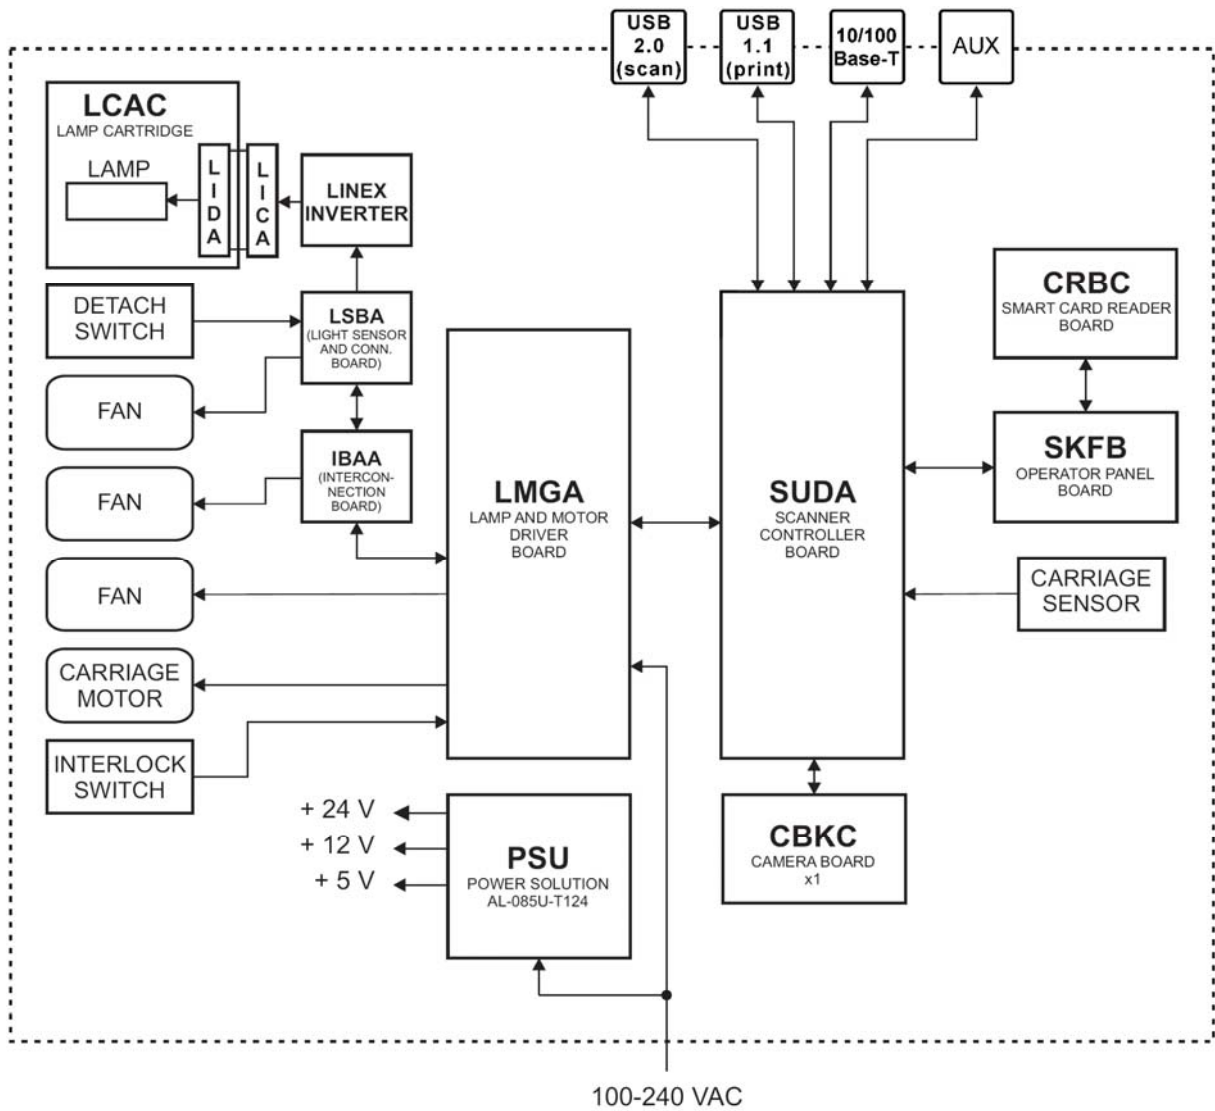 USB
2.0
(scan)
USB
1.1
(print)
10/100
Base-T
AUX
LCAC
LAMP CARTRIDGE
LAMP
L
I
D
A
L
I
C
A
LINEX
INVERTER
DETACH
SWITCH
LSBA
(LIGHT SENSOR
AND CONN.
BOARD)
FAN
IBAA
(INTERCON-
NECTION
BOARD)
FAN
FAN
CARRIAGE
MOTOR
INTERLOCK
SWITCH
LMGA
LAMP AND MOTOR
DRIVER
BOARD
SUDA
SCANNER
CONTROLLER
BOARD
CRBC
SMART CARD READER
BOARD
SKFB
OPERATOR PANEL
BOARD
CARRIAGE
SENSOR
+ 24 V
+ 12 V
+ 5 V
PSU
POWER SOLUTION
AL-085U-T124
CBKC
CAMERA BOARD
x1
100-240 VAC